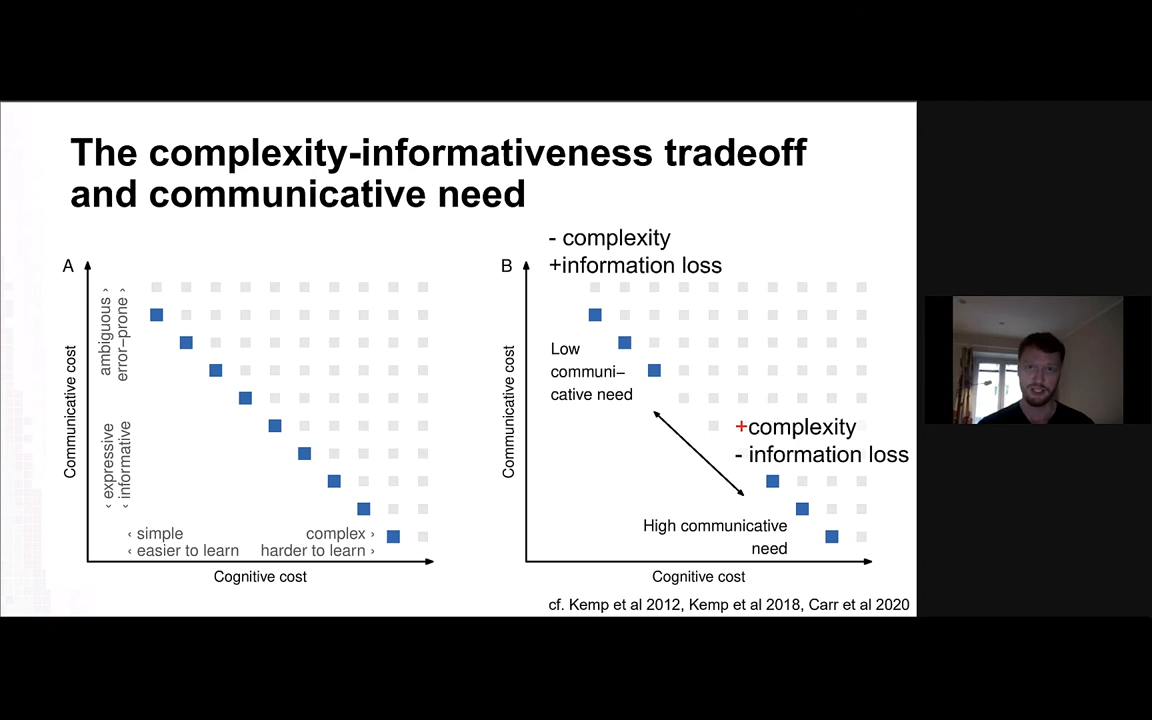 The complexity-informativeness tradeoff
and communicative need
A
‹ expressive ambiguous ›
‹ informative error−prone ›
Communicative cost
‹ simple complex ›
‹ easier to learn harder to learn ›
Cognitive cost
- complexity
+information loss
B
Communicative cost
Low
communi−
cative need
+complexity
- information loss
High communicative
need
Cognitive cost
cf. Kemp et al 2012, Kemp et al 2018, Carr et al 2020